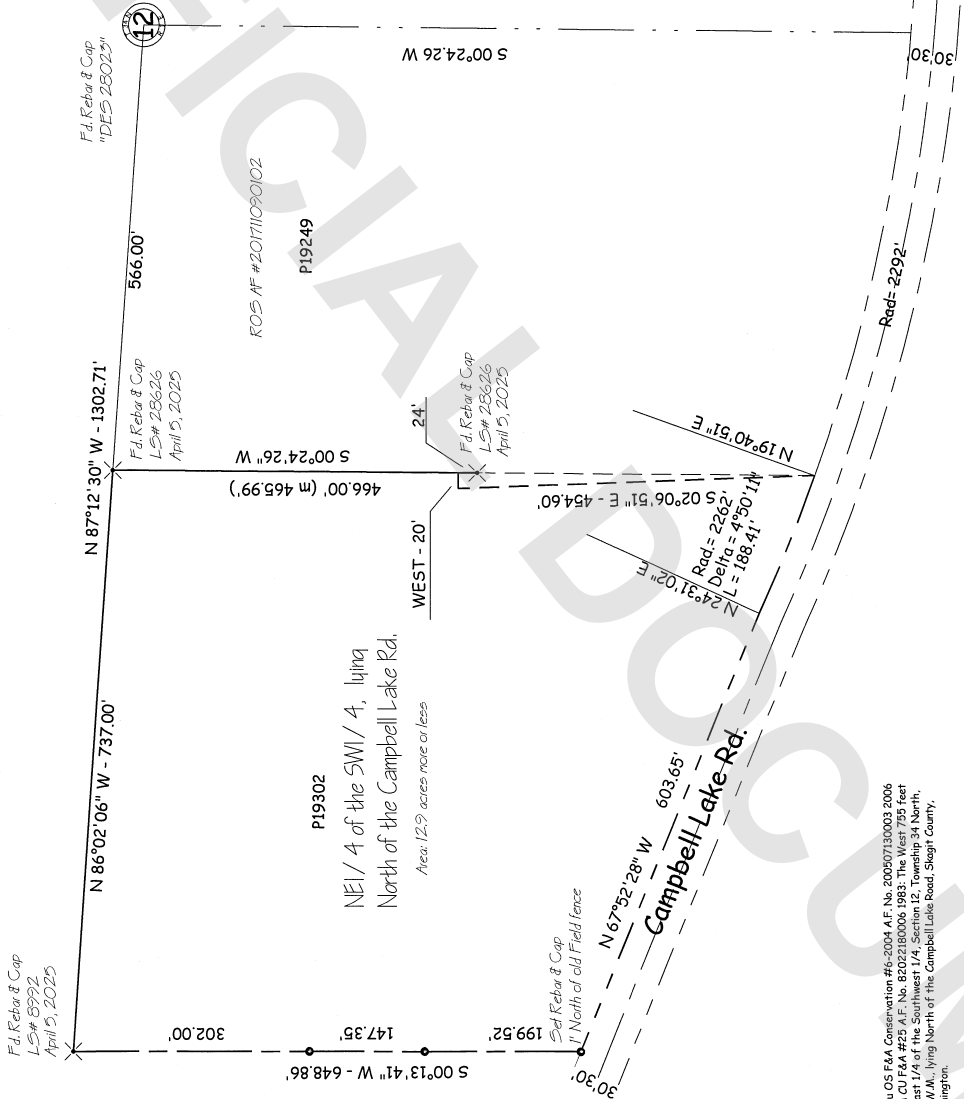 12
Fd. Rebar & Cap
"DES 28023"
S 00°24.26 W
30'
30'
566.00'
ROS AF #201711090102
P19249
N 87°12'30" W - 1302.71'
Fd. Rebar & Cap
LS# 28626
April 5, 2025
S 00°24'26" W
466.00' (m 465.99')
24'
Fd. Rebar & Cap
LS# 28626
April 5, 2025
WEST - 20'
S 02°06'51" E - 454.60'
N 19°40'51" E
Rad= 2292'
N 24°31'02" E
Rad.= 2262'
Delta = 4°50'11"
L = 188.41'
N 86°02'06" W - 737.00'
P19302
NE1/4 of the SW1/4, lying
North of the Campbell Lake Rd.
Area: 12.9 acres more or less
603.65'
N 67°52'28" W
Campbell Lake Rd.
Fd. Rebar & Cap
LS# 8992
April 5, 2025
302.00'
147.35'
199.52'
S 00°13'41" W - 648.86'
Set Rebar & Cap
1' North of old Field fence
30'
30'
u OS F&A Conservation #6-2004 A.F. No. 200507130003 2006
CU F&A #25 A.F. No. 82022180006 1983: The West 755 feet
ast 1/4 of the Southwest 1/4, Section 12, Township 34 North,
W.M., lying North of the Campbell Lake Road, Skagit County,
ington.
FICIAL DOCUM